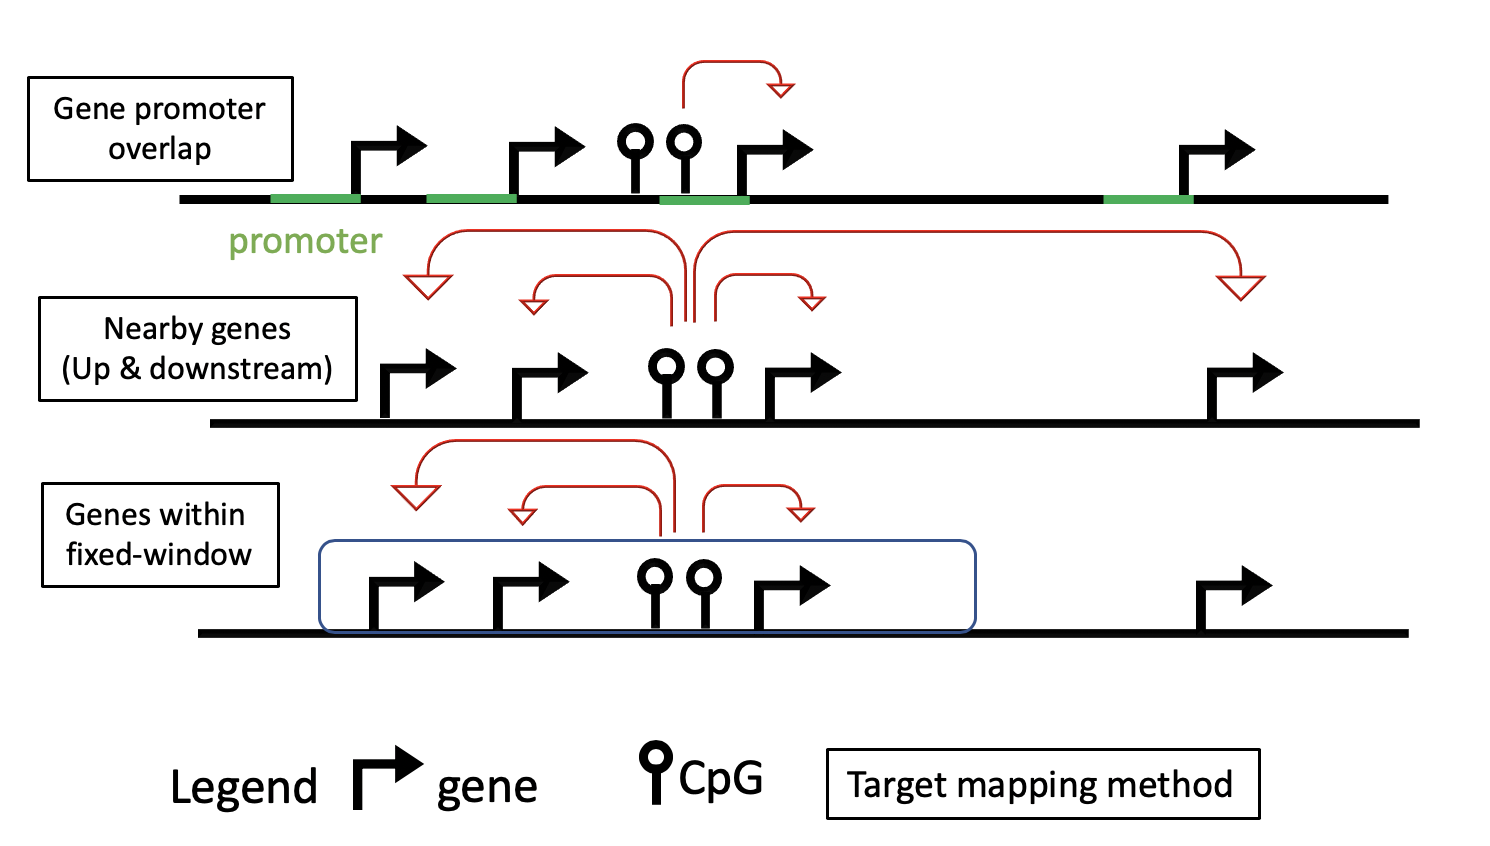 Gene promoter
overlap
promoter
Nearby genes
(Up & downstream)
Genes within
fixed-window
Legend gene CpG Target mapping method